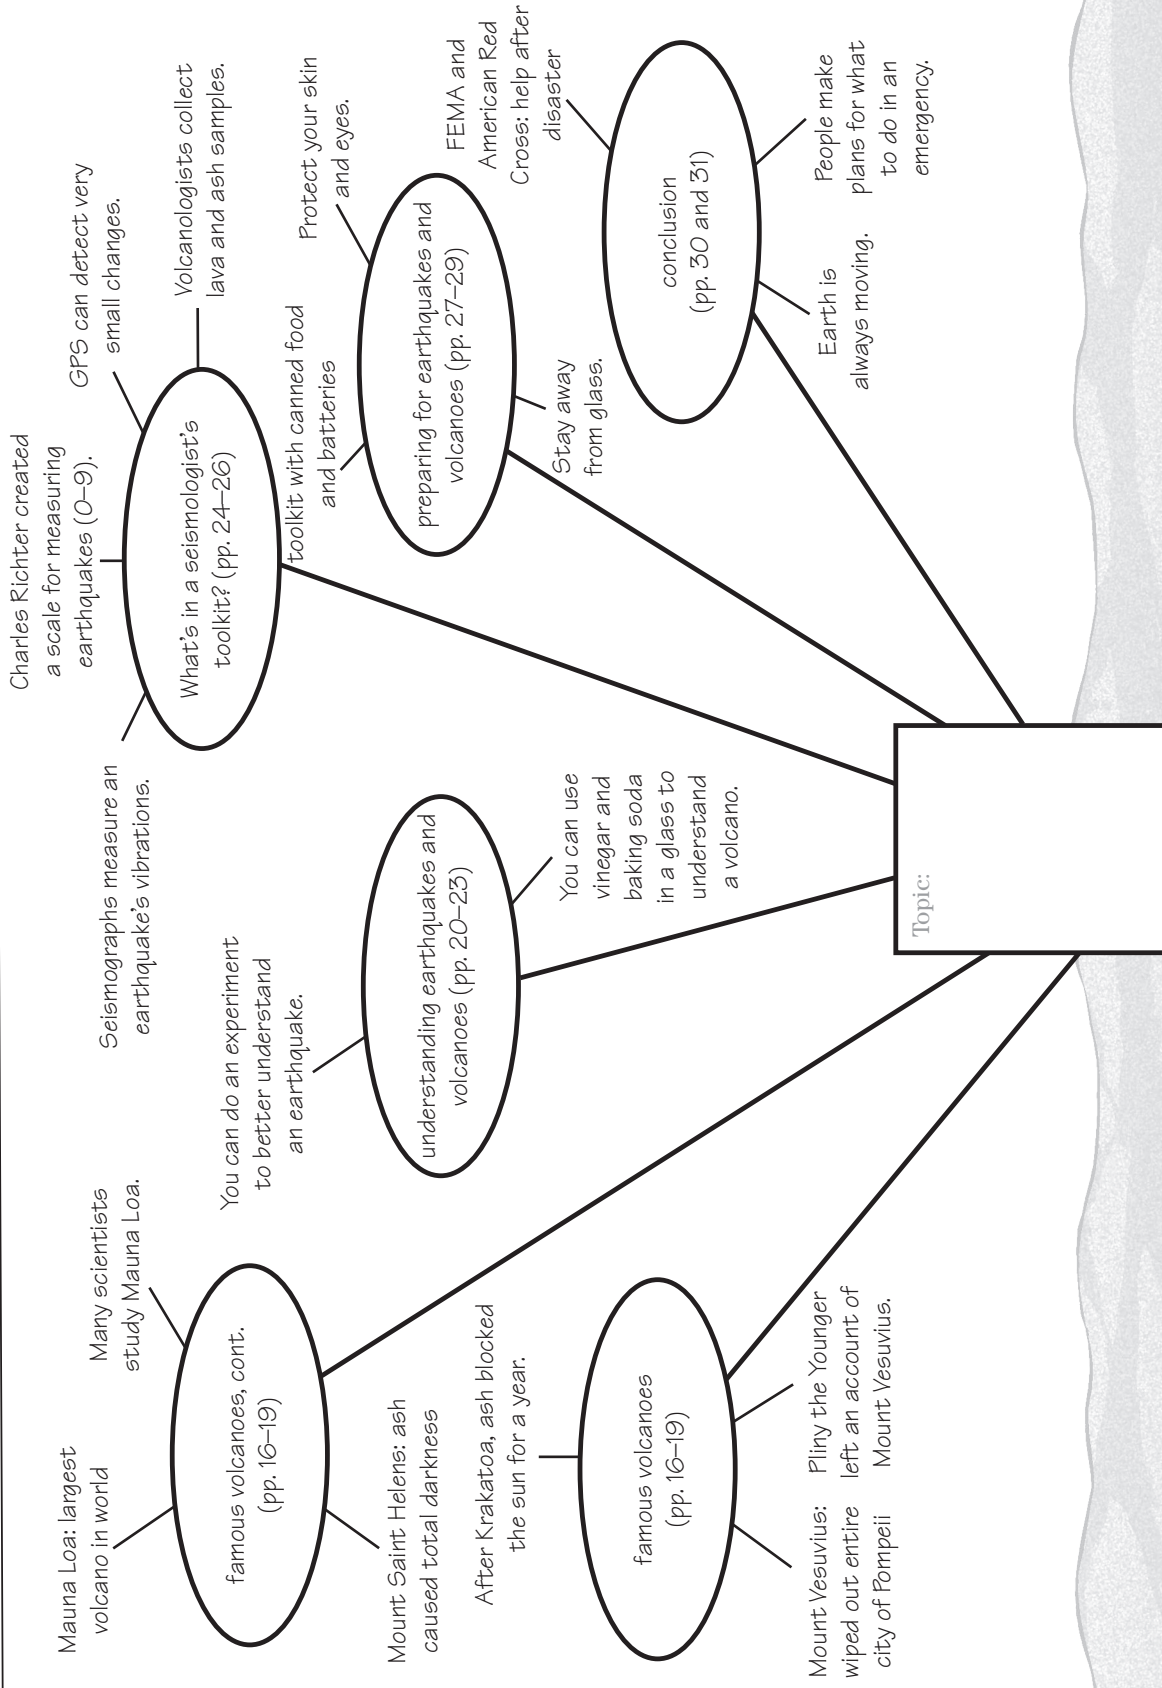 Mauna Loa: largest
volcano in world
Many scientists
study Mauna Loa.
famous volcanoes, cont.
(pp. 16–19)
Mount Saint Helens: ash
caused total darkness
After Krakatoa, ash blocked
the sun for a year.
famous volcanoes
(pp. 16–19)
Mount Vesuvius:
wiped out entire
city of Pompeii
Pliny the Younger
left an account of
Mount Vesuvius.
You can do an experiment
to better understand
an earthquake.
understanding earthquakes and
volcanoes (pp. 20–23)
You can use
vinegar and
baking soda
in a glass to
understand
a volcano.
Seismographs measure an
earthquake's vibrations.
Charles Richter created
a scale for measuring
earthquakes (0–9).
GPS can detect very
small changes.
Volcanologists collect
lava and ash samples.
What's in a seismologist's
toolkit? (pp. 24–26)
toolkit with canned food
and batteries
Protect your skin
and eyes.
preparing for earthquakes and
volcanoes (pp. 27–29)
Stay away
from glass.
FEMA and
American Red
Cross: help after
disaster
conclusion
(pp. 30 and 31)
Earth is
always moving.
People make
plans for what
to do in an
emergency.
Topic: